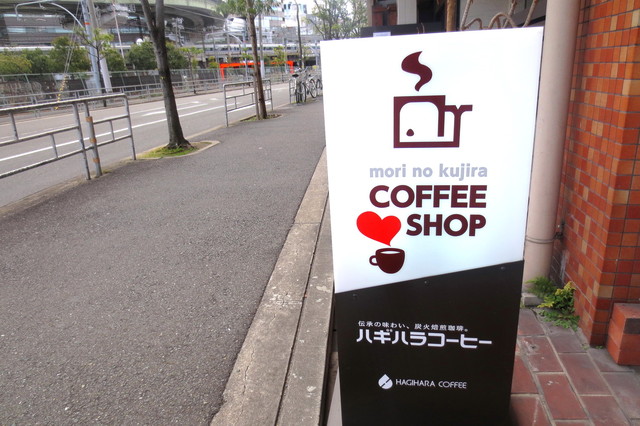 mori no kujira
COFFEE
SHOP
伝承の味わい、炭火焙煎珈琲。
ハギハラコーヒー
HAGIHARA COFFEE